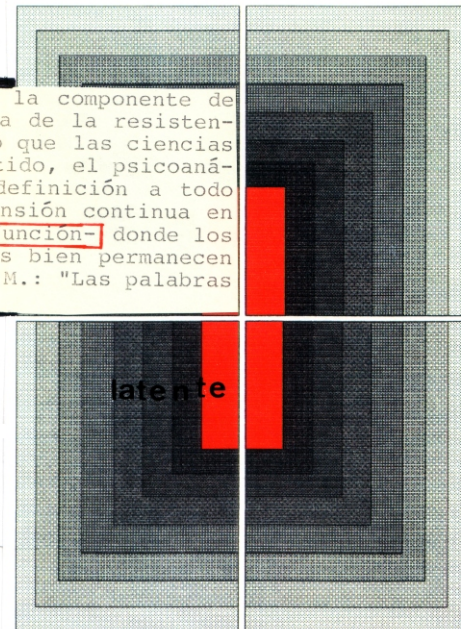 la componente de
a de la resisten-
o que las ciencias
tido, el psicoaná-
definición a todo
nsión continua en
unción- donde los
s bien permanecen
M.: "Las palabras
latente